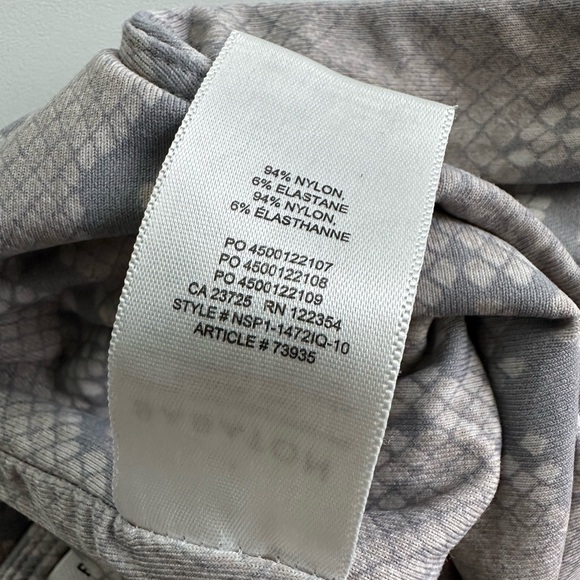 94% NYLON,
6% ELASTANE
94% NYLON,
6% ÉLASTHANNE
PO 4500122107
PO 4500122108
PO 4500122109
CA 23725 RN 122354
STYLE # NSP1-1472IQ-10
ARTICLE # 73935
BABATON
F